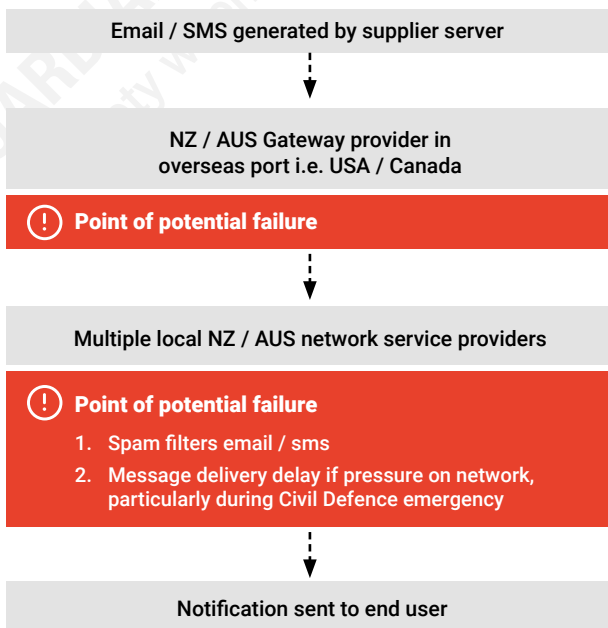 Email / SMS generated by supplier server
NZ / AUS Gateway provider in
overseas port i.e. USA / Canada
Point of potential failure
Multiple local NZ / AUS network service providers
Point of potential failure
1. Spam filters email / sms
2. Message delivery delay if pressure on network,
particularly during Civil Defence emergency
Notification sent to end user